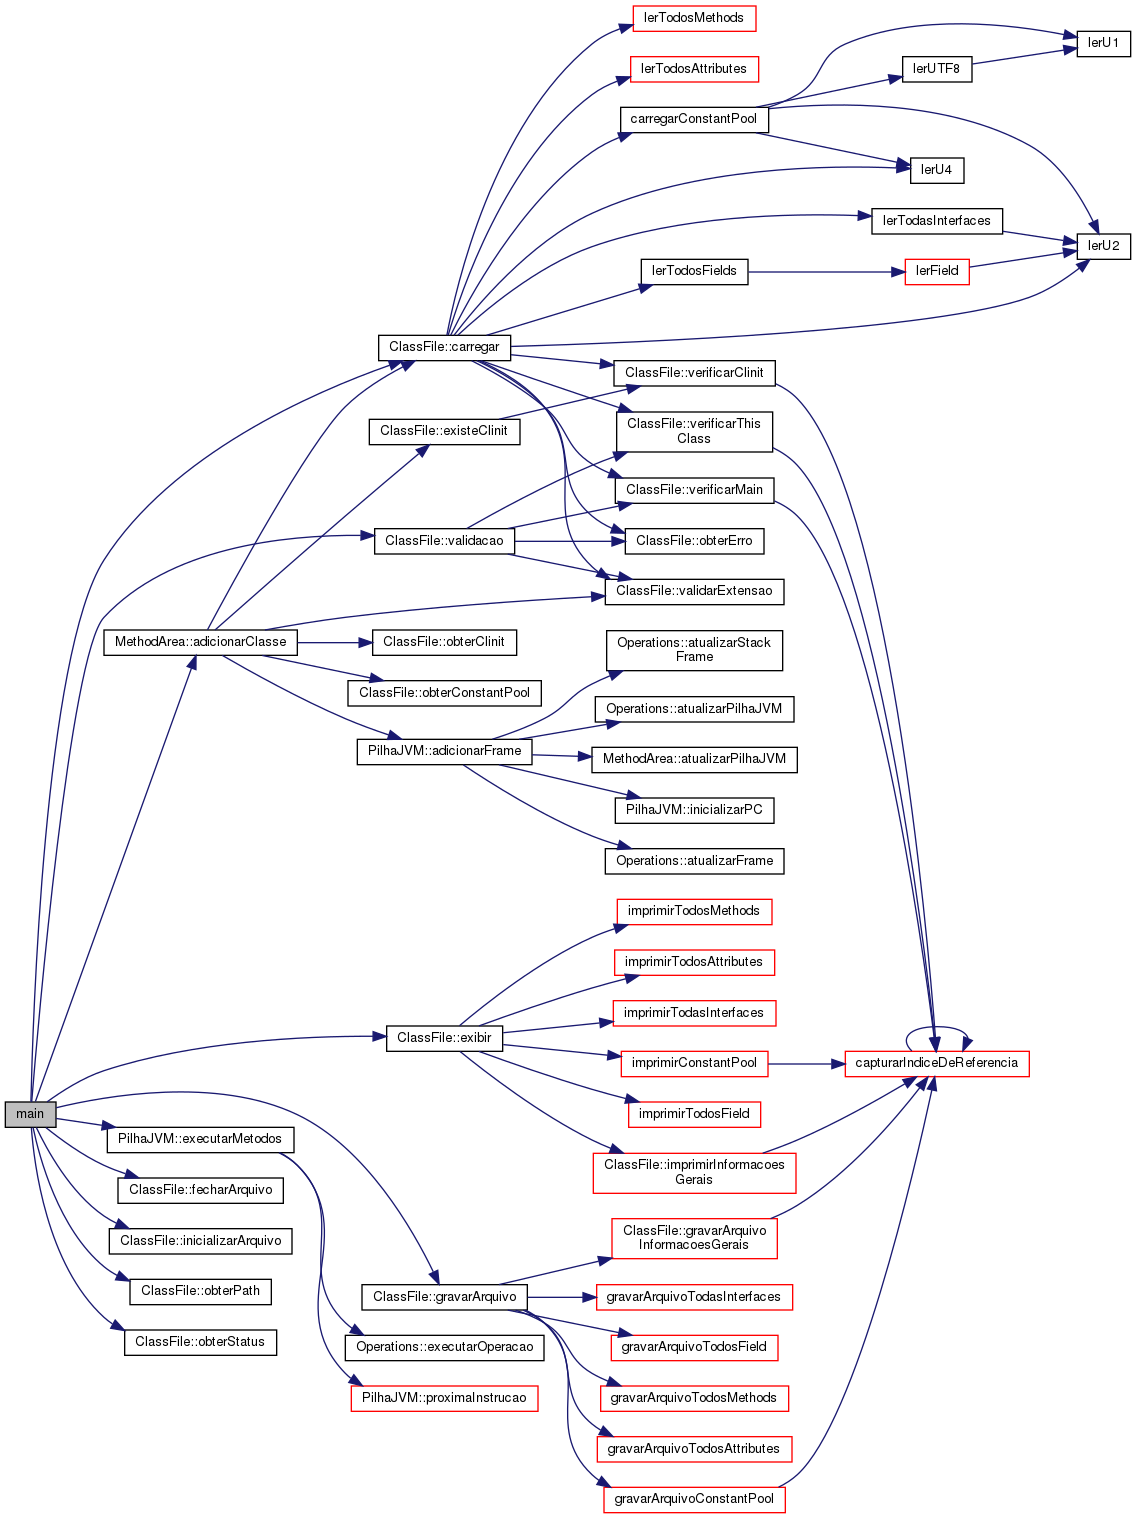 lerTodosMethods
lerU1
lerTodosAttributes
lerUTF8
carregarConstantPool
lerU4
lerTodasInterfaces
lerU2
lerTodosFields
lerField
ClassFile::carregar
ClassFile::verificarClinit
ClassFile::existeClinit
ClassFile::verificarThis
Class
ClassFile::verificarMain
ClassFile::validacao
ClassFile::obterErro
ClassFile::validarExtensao
MethodArea::adicionarClasse
ClassFile::obterClinit
Operations::atualizarStack
Frame
ClassFile::obterConstantPool
Operations::atualizarPilhaJVM
PilhaJVM::adicionarFrame
MethodArea::atualizarPilhaJVM
PilhaJVM::inicializarPC
Operations::atualizarFrame
imprimirTodosMethods
imprimirTodosAttributes
imprimirTodasInterfaces
ClassFile::exibir
imprimirConstantPool
capturarIndiceDeReferencia
main
imprimirTodosField
PilhaJVM::executarMetodos
ClassFile::imprimirInformacoes
Gerais
ClassFile::fecharArquivo
ClassFile::gravarArquivo
InformacoesGerais
ClassFile::inicializarArquivo
ClassFile::obterPath
ClassFile::gravarArquivo
gravarArquivoTodasInterfaces
ClassFile::obterStatus
Operations::executarOperacao
gravarArquivoTodosField
PilhaJVM::proximaInstrucao
gravarArquivoTodosMethods
gravarArquivoTodosAttributes
gravarArquivoConstantPool